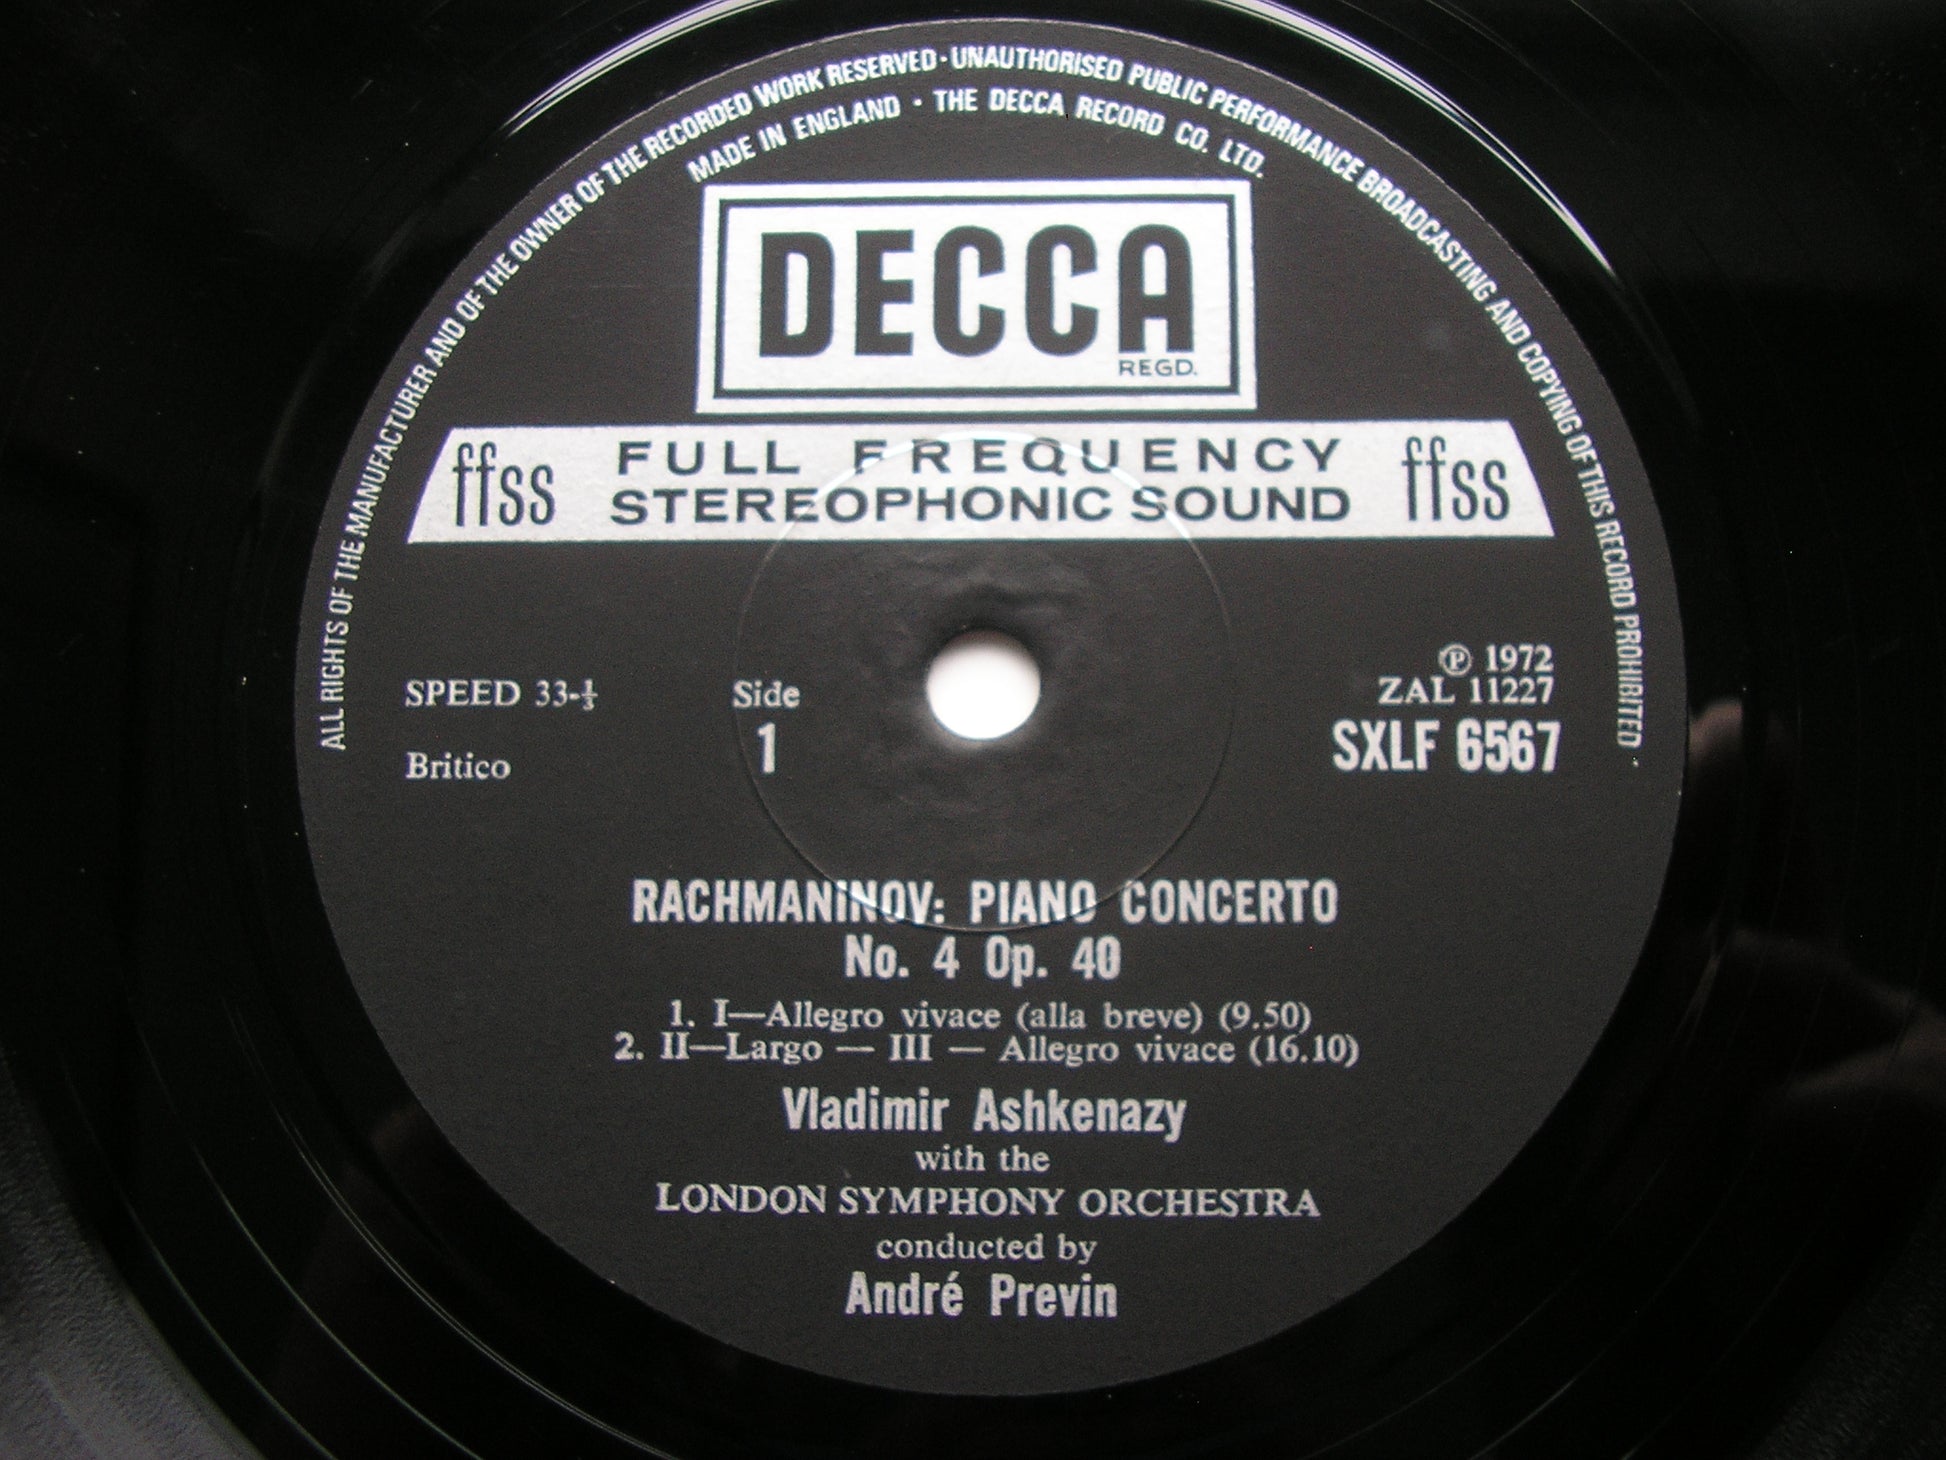 ALL RIGHTS OF THE MANUFACTURER AND OF THE OWNER OF THE RECORDED WORK RESERVED · UNAUTHORISED PUBLIC PERFORMANCE BROADCASTING AND COPYING OF THIS RECORD PROHIBITED ·
MADE IN ENGLAND · THE DECCA RECORD CO. LTD.
DECCA
REGD.
ffss FULL FREQUENCY ffss
STEREOPHONIC SOUND
℗ 1972
SPEED 33-⅓ Side ZAL 11227
Britico 1 SXLF 6567
RACHMANINOV: PIANO CONCERTO
No. 4 Op. 40
1. I—Allegro vivace (alla breve) (9.50)
2. II—Largo — III — Allegro vivace (16.10)
Vladimir Ashkenazy
with the
LONDON SYMPHONY ORCHESTRA
conducted by
André Previn